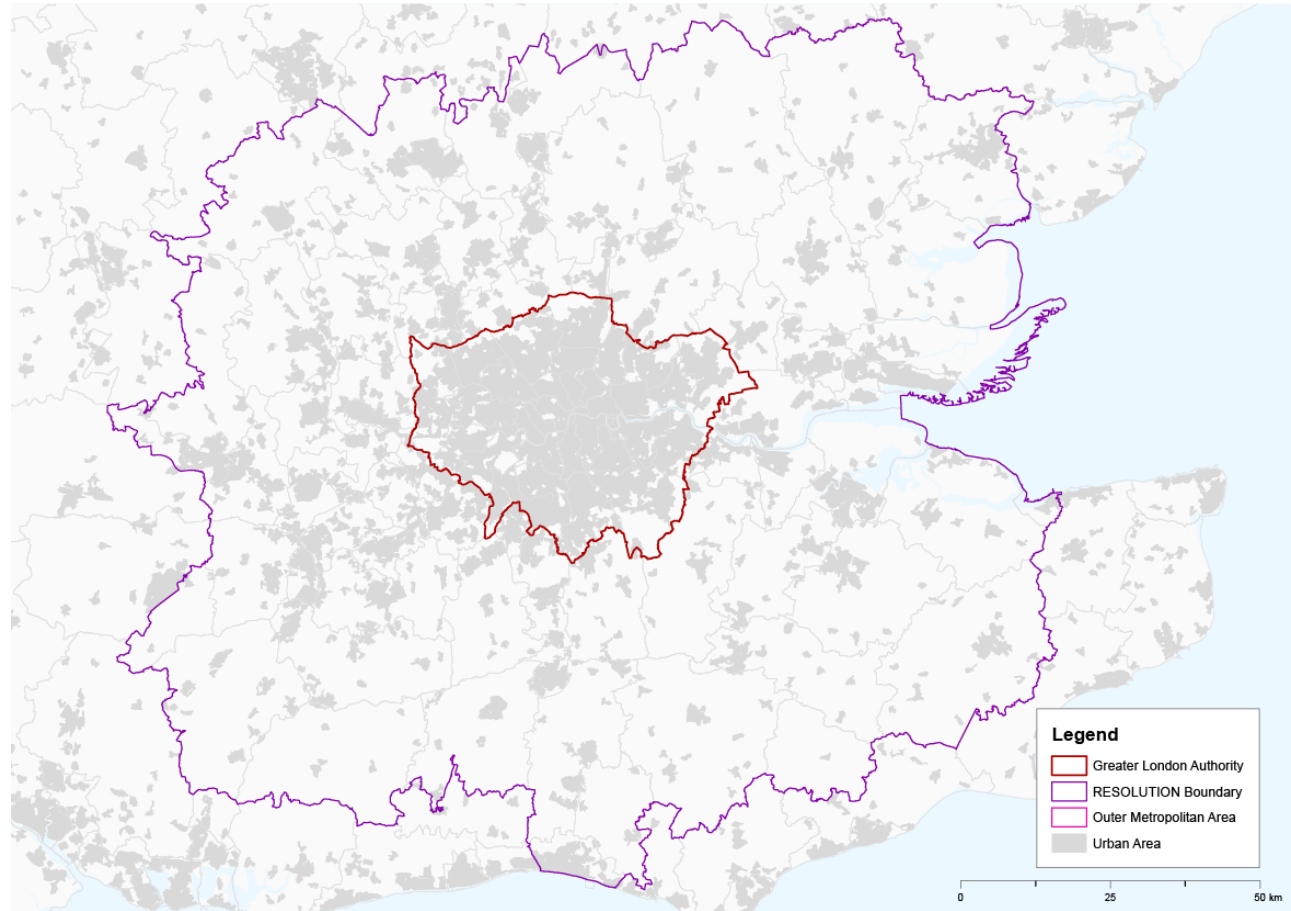 Legend
Greater London Authority
RESOLUTION Boundary
Outer Metropolitan Area
Urban Area
0 25 50 km